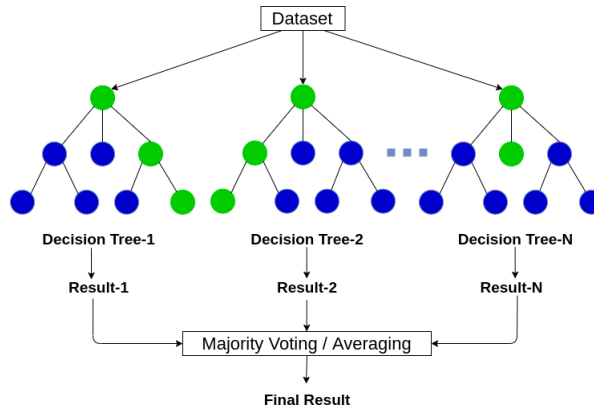 Dataset
Decision Tree-1
Decision Tree-2
Decision Tree-N
Result-1
Result-2
Result-N
Majority Voting / Averaging
Final Result